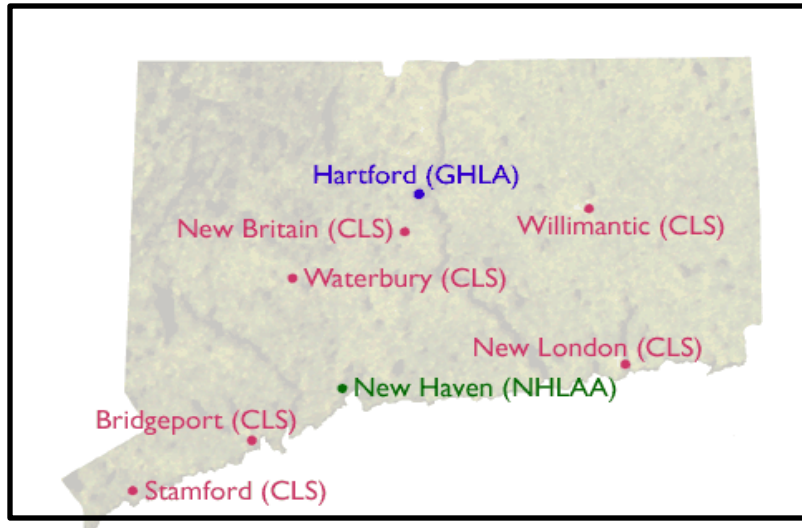 Hartford (GHLA)
Willimantic (CLS)
New Britain (CLS)
Waterbury (CLS)
New London (CLS)
New Haven (NHLAA)
Bridgeport (CLS)
Stamford (CLS)